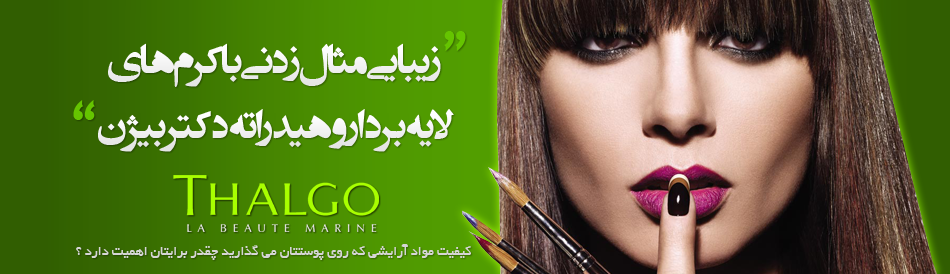 ”زیبایی مثال زدنی با کرم های
لایه بردار و هیدراته دکتر بیژن“
THALGO
LA BEAUTE MARINE
کیفیت مواد آرایشی که روی پوستتان می گذارید چقدر برایتان اهمیت دارد ؟